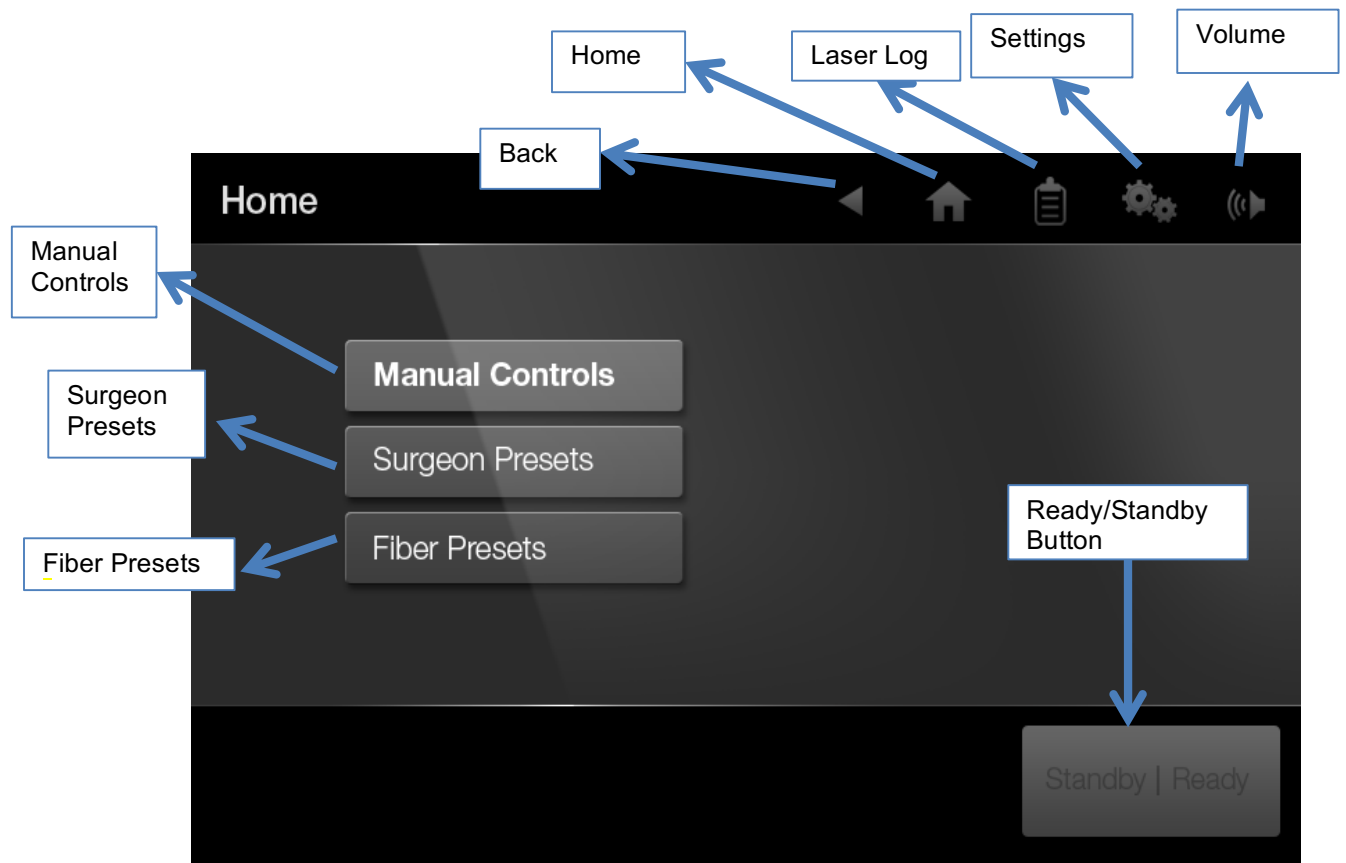 Home
Laser Log
Settings
Volume
Back
Home
Manual
Controls
Manual Controls
Surgeon
Presets
Surgeon Presets
Fiber Presets
Fiber Presets
Ready/Standby
Button
Standby | Ready